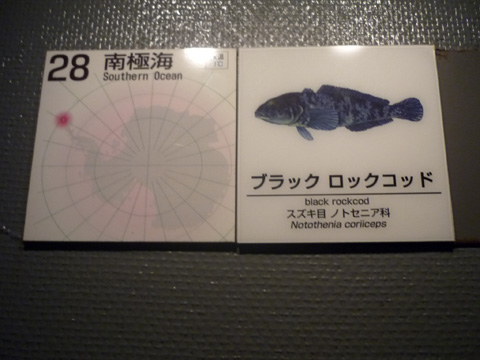 28
南極海
Southern Ocean
ブラック ロックコッド
black rockcod
スズキ目 ノトセニア科
Notothenia coriiceps